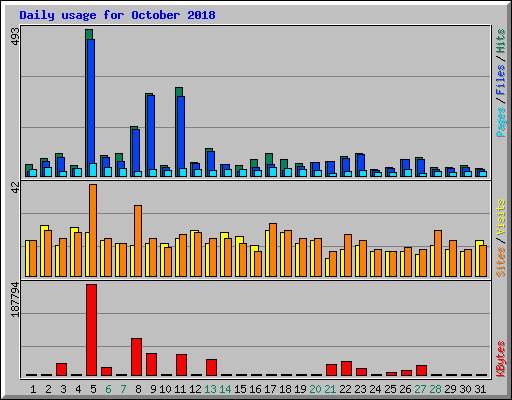 Daily usage for October 2018
493
Pages / Files / Hits
42
Sites / Visits
187794
KBytes
1 2 3 4 5 6 7 8 9 10 11 12 13 14 15 16 17 18 19 20 21 22 23 24 25 26 27 28 29 30 31